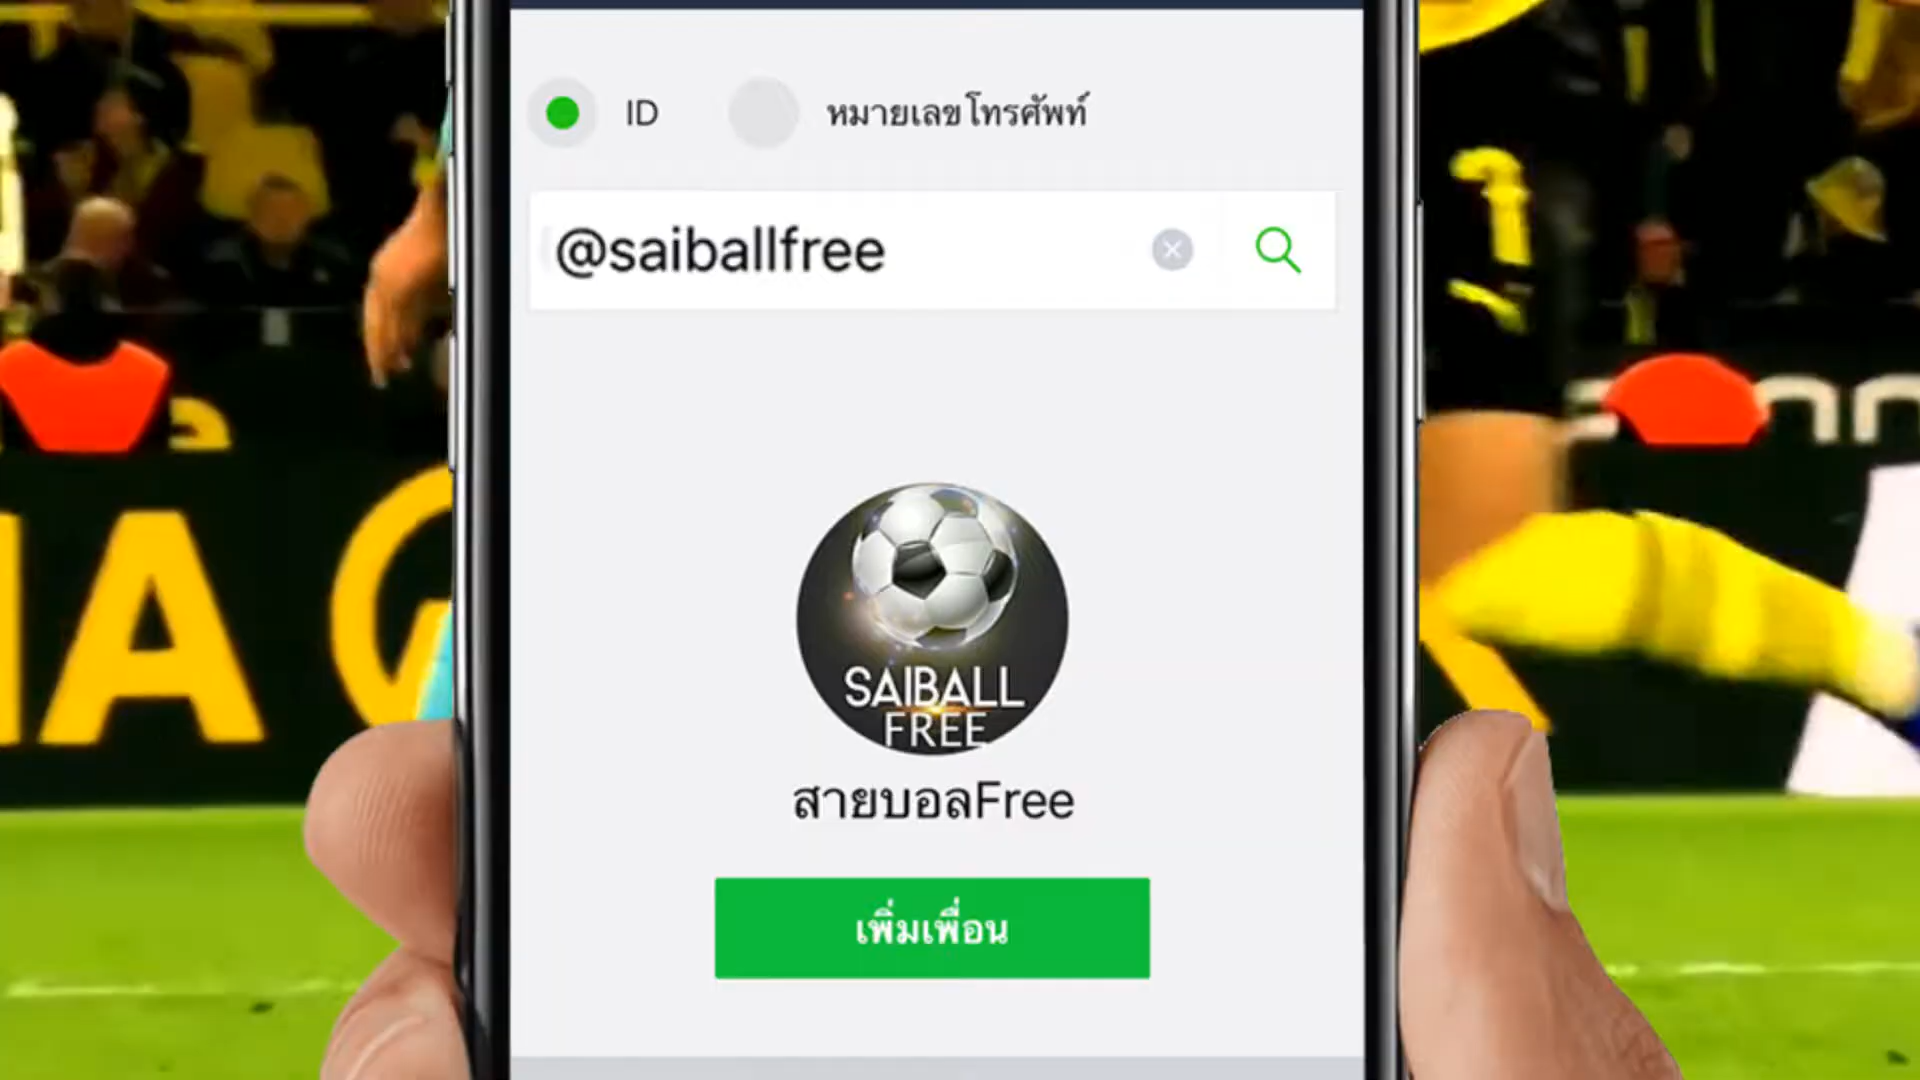 ID
หมายเลขโทรศัพท์
@saiballfree
SAIBALL
FREE
สายบอลFree
เพิ่มเพื่อน